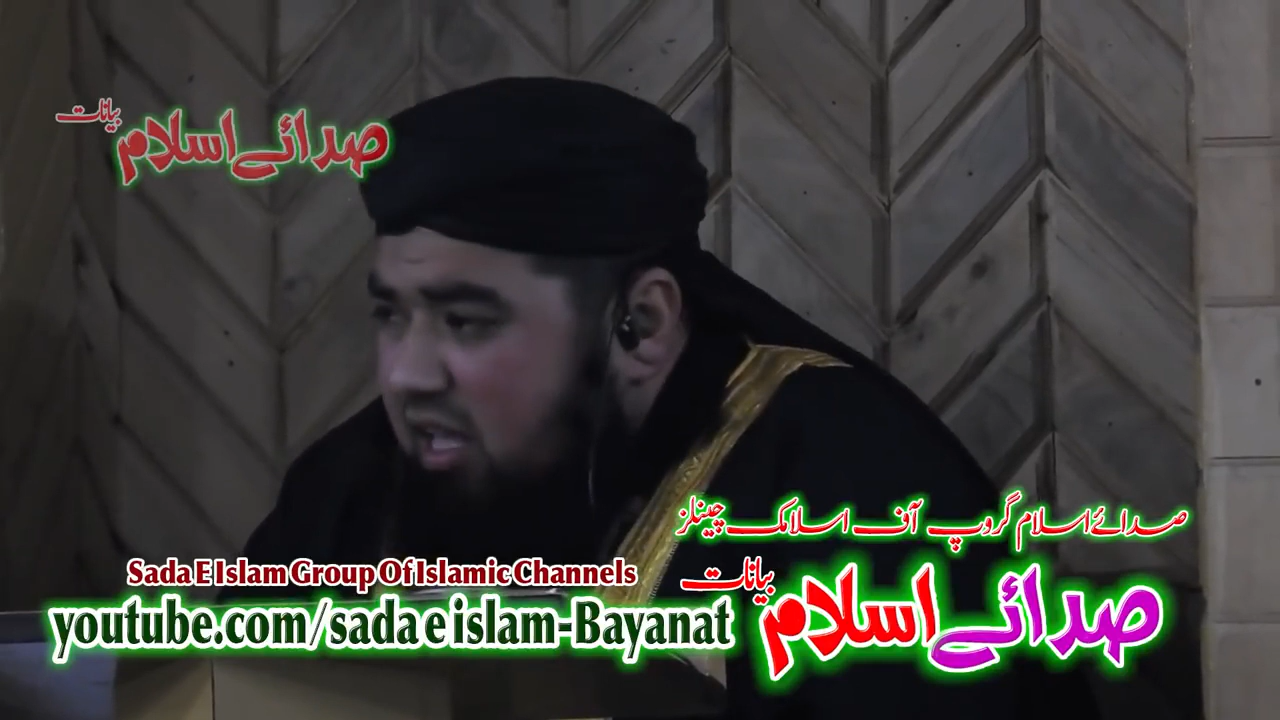 صدائے اسلام بیانات
صدائے اسلام گروپ آف اسلامک چینلز
Sada E Islam Group Of Islamic Channels
youtube.com/sada e islam-Bayanat
صدائے اسلام بیانات